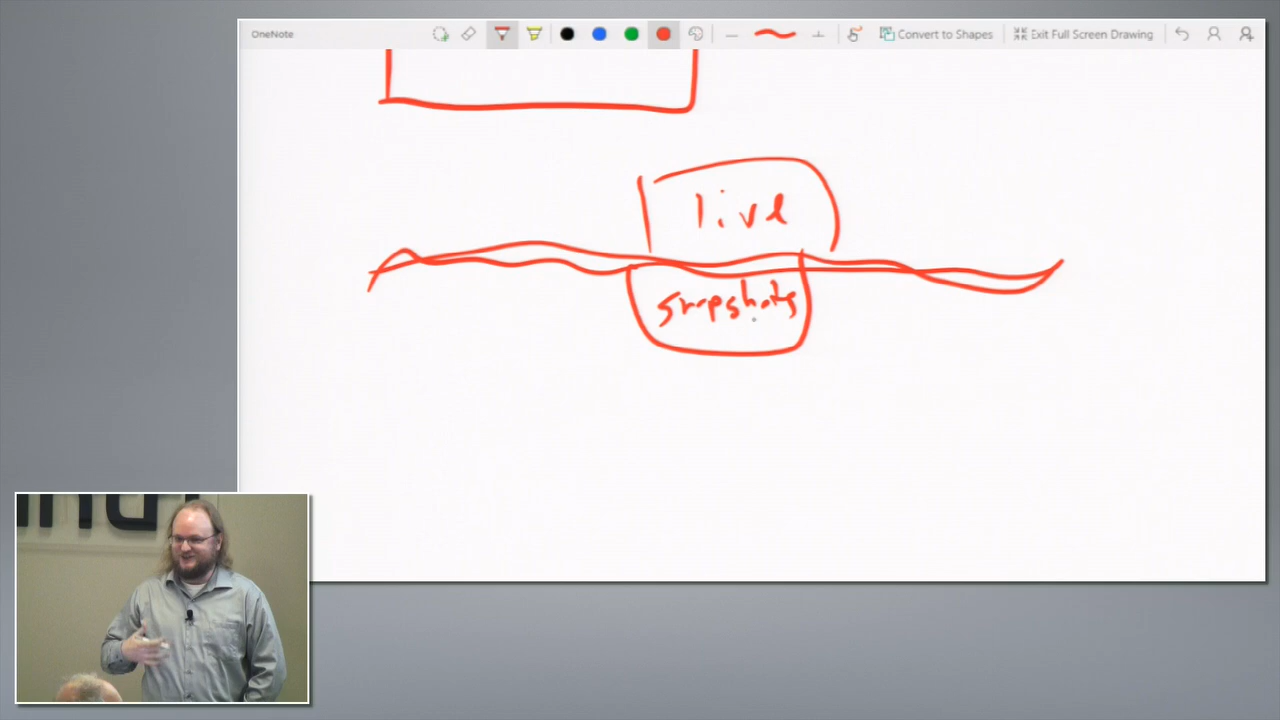 OneNote
Convert to Shapes
Exit Full Screen Drawing
live
snapshots